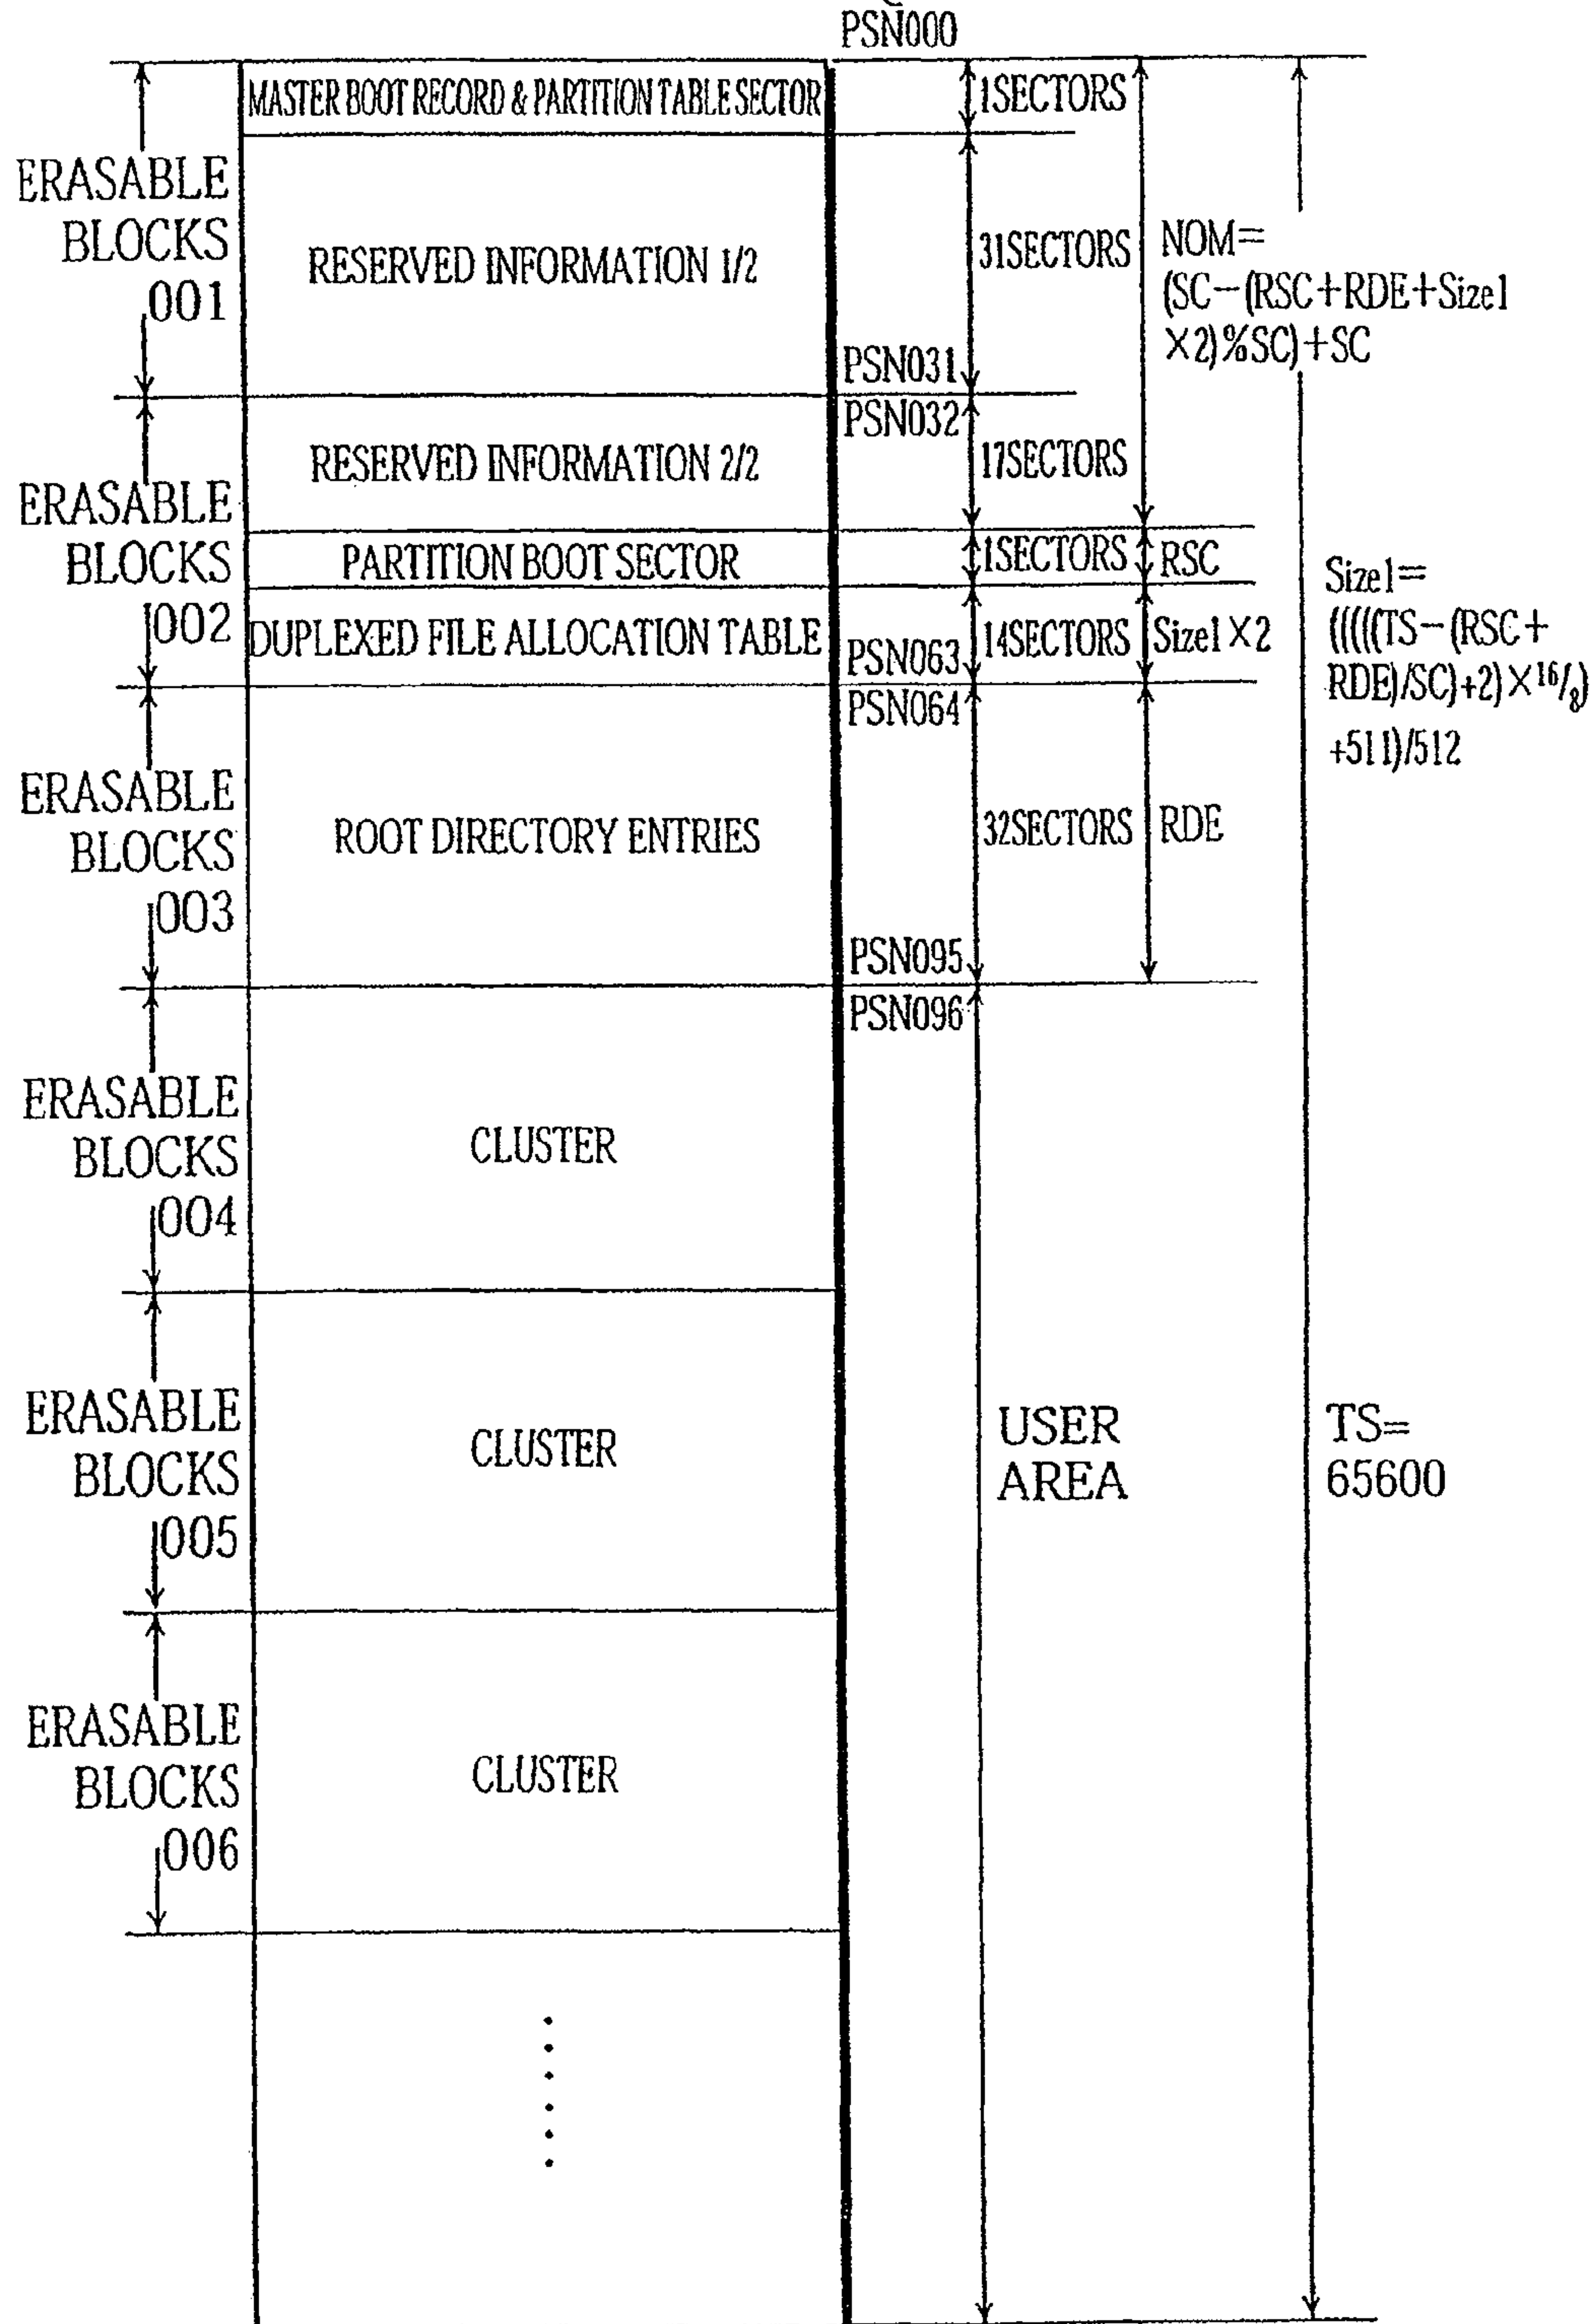 PSN000
MASTER BOOT RECORD & PARTITION TABLE SECTOR
1SECTORS
ERASABLE
BLOCKS
001
RESERVED INFORMATION 1/2
31SECTORS
NOM=
(SC-(RSC+RDE+Size1
×2)%SC)+SC
PSN031
PSN032
RESERVED INFORMATION 2/2
17SECTORS
ERASABLE
BLOCKS
002
PARTITION BOOT SECTOR
1SECTORS
RSC
DUPLEXED FILE ALLOCATION TABLE
PSN063
14SECTORS
Size1×2
Size1=
(((((TS-(RSC+
RDE)/SC)+2)×16/8)
+511)/512
PSN064
ERASABLE
BLOCKS
003
ROOT DIRECTORY ENTRIES
32SECTORS
RDE
PSN095
PSN096
ERASABLE
BLOCKS
004
CLUSTER
ERASABLE
BLOCKS
005
CLUSTER
USER
AREA
TS=
65600
ERASABLE
BLOCKS
006
CLUSTER